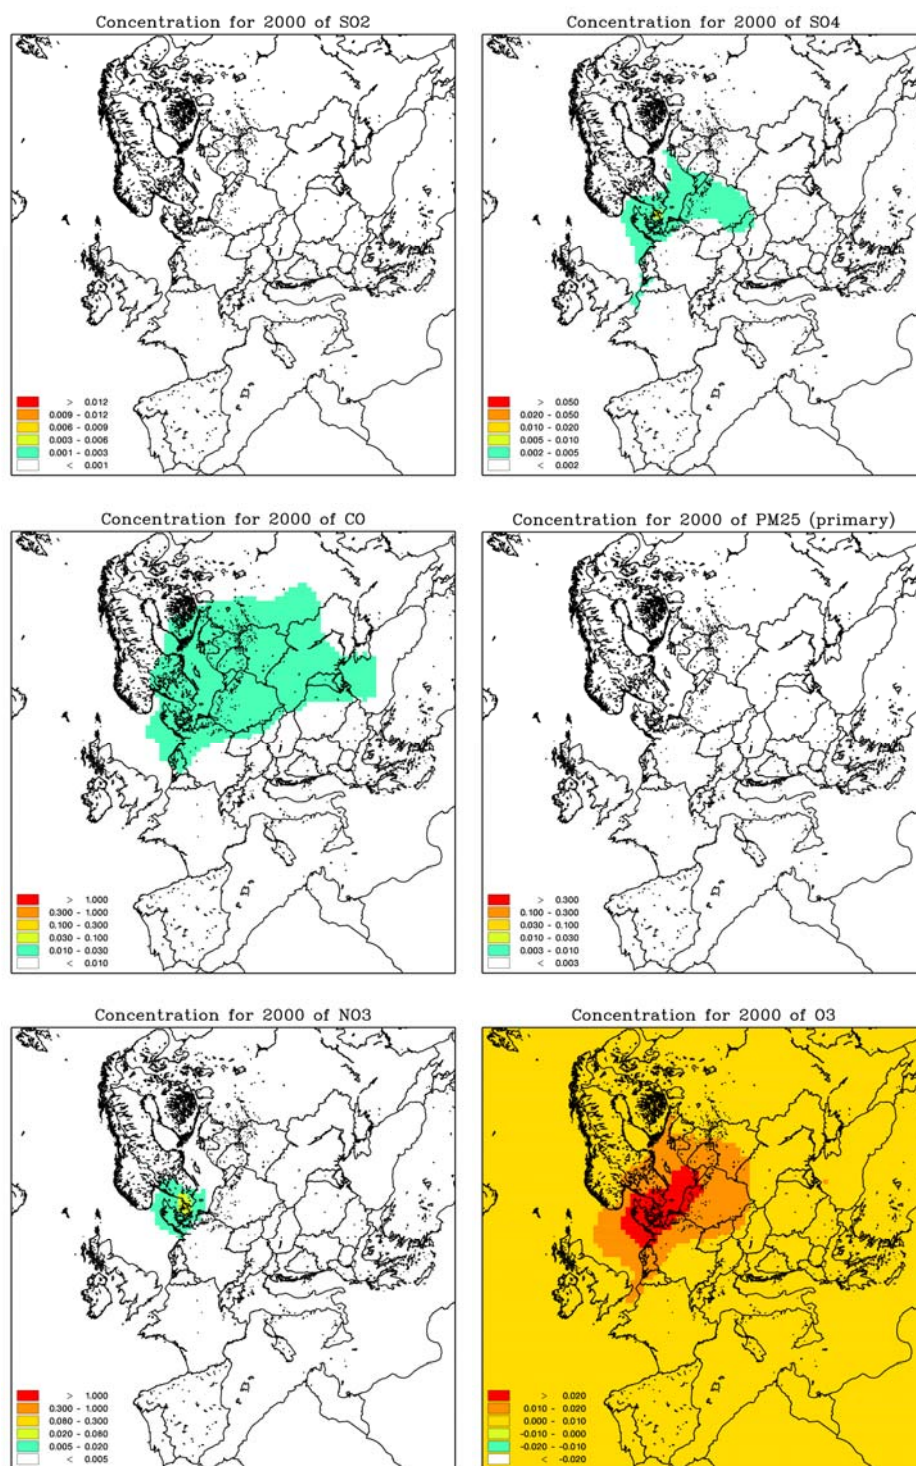 Concentration for 2000 of SO2
> 0.012
0.009 - 0.012
0.006 - 0.009
0.003 - 0.006
0.001 - 0.003
< 0.001
Concentration for 2000 of SO4
> 0.050
0.020 - 0.050
0.010 - 0.020
0.005 - 0.010
0.002 - 0.005
< 0.002
Concentration for 2000 of CO
> 1.000
0.300 - 1.000
0.100 - 0.300
0.030 - 0.100
0.010 - 0.030
< 0.010
Concentration for 2000 of PM25 (primary)
> 0.300
0.100 - 0.300
0.030 - 0.100
0.010 - 0.030
0.003 - 0.010
< 0.003
Concentration for 2000 of NO3
> 1.000
0.300 - 1.000
0.080 - 0.300
0.020 - 0.080
0.005 - 0.020
< 0.005
Concentration for 2000 of O3
> 0.020
0.010 - 0.020
0.000 - 0.010
-0.010 - 0.000
-0.020 - -0.010
< -0.020